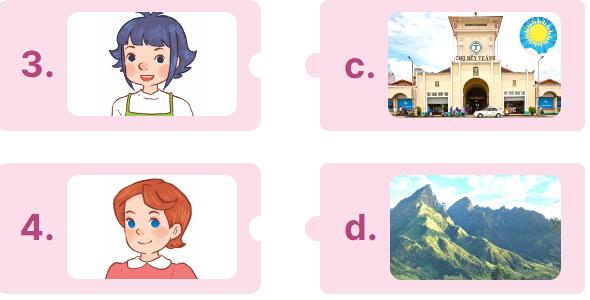 3.
c.
CHỢ BẾN THÀNH
4.
d.